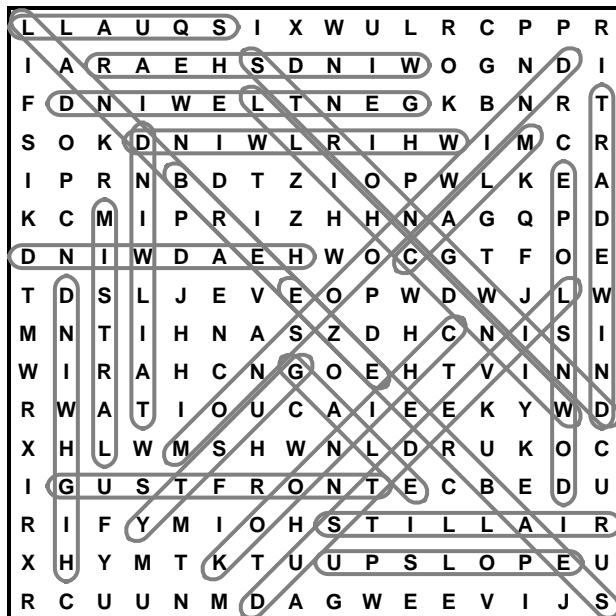 L L A U Q S I X W U L R C P P R
I A R A E H S D N I W O G N D I
F D N I W E L T N E G K B N R T
S O K D N I W L R I H W I M C R
I P R N B D T Z I O P W L K E A
K C M I P R I Z H H N A G Q P D
D N I W D A E H W O C G T F O E
T D S L J E V E O P W D W J L W
M N T I H N A S Z D H C N I S I
W I R A H C N G O E H T V I N N
R W A T I O U C A I E E K Y W D
X H L W M S H W N L D R U K O C
I G U S T F R O N T E C B E D U
R I F Y M I O H S T I L L A I R
X H Y M T K T U U P S L O P E U
R C U U N M D A G W E E V I J S